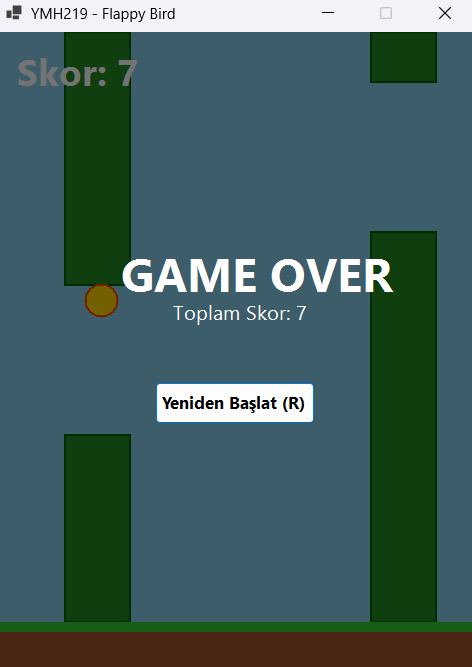 YMH219 - Flappy Bird
Skor: 7
GAME OVER
Toplam Skor: 7
Yeniden Başlat (R)